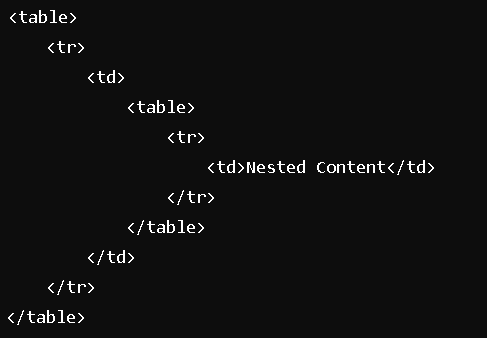 <table>
    <tr>
        <td>
            <table>
                <tr>
                    <td>Nested Content</td>
                </tr>
            </table>
        </td>
    </tr>
</table>